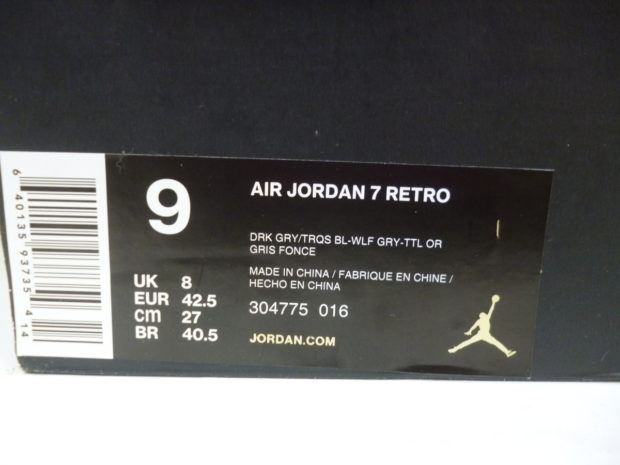 6 40135 93735 4 14
9
UK 8
EUR 42.5
cm 27
BR 40.5
AIR JORDAN 7 RETRO
DRK GRY/TRQS BL-WLF GRY-TTL OR
GRIS FONCE
MADE IN CHINA / FABRIQUE EN CHINE /
HECHO EN CHINA
304775 016
JORDAN.COM